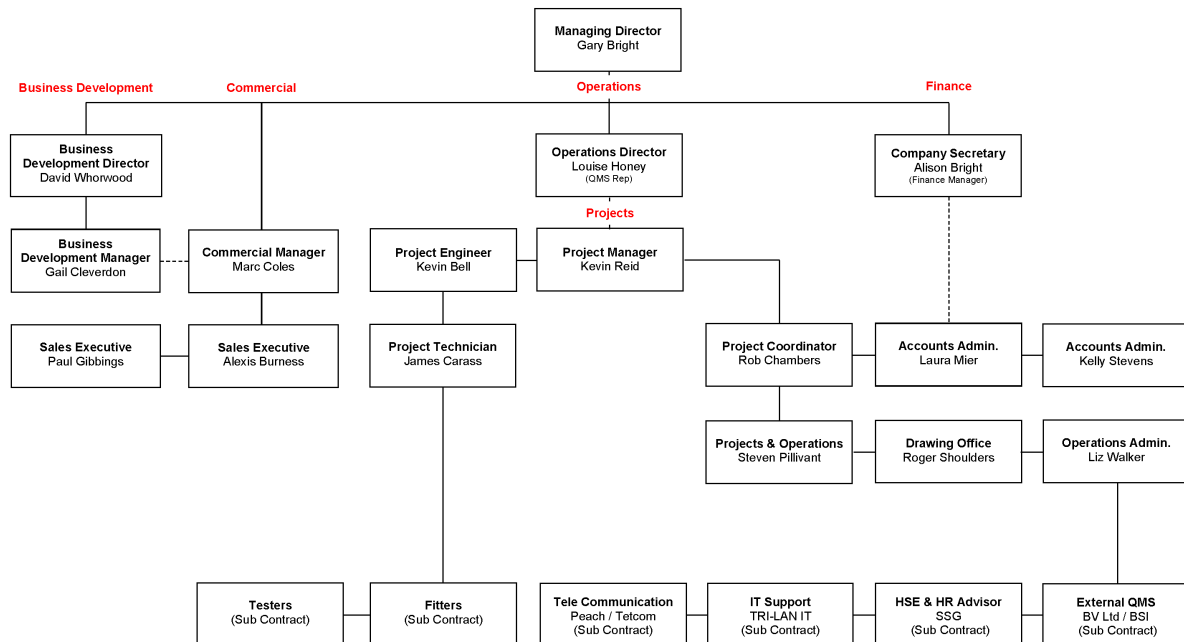 Managing Director
Gary Bright
Business Development
Commercial
Operations
Finance
Business
Development Director
David Whorwood
Operations Director
Louise Honey
(QMS Rep)
Company Secretary
Alison Bright
(Finance Manager)
Projects
Business
Development Manager
Gail Cleverdon
Commercial Manager
Marc Coles
Project Engineer
Kevin Bell
Project Manager
Kevin Reid
Sales Executive
Paul Gibbings
Sales Executive
Alexis Burness
Project Technician
James Carass
Project Coordinator
Rob Chambers
Accounts Admin.
Laura Mier
Accounts Admin.
Kelly Stevens
Projects & Operations
Steven Pillivant
Drawing Office
Roger Shoulders
Operations Admin.
Liz Walker
Testers
(Sub Contract)
Fitters
(Sub Contract)
Tele Communication
Peach / Tetcom
(Sub Contract)
IT Support
TRI-LAN IT
(Sub Contract)
HSE & HR Advisor
SSG
(Sub Contract)
External QMS
BV Ltd / BSI
(Sub Contract)